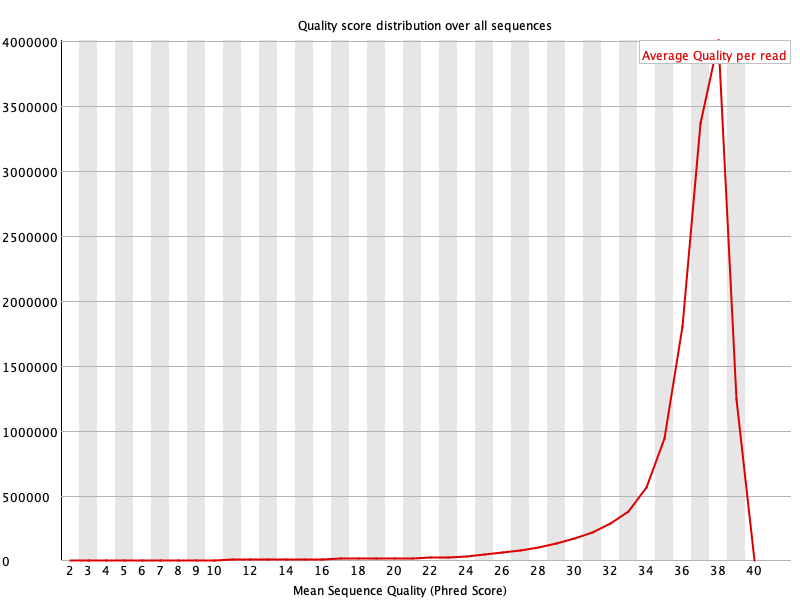 Quality score distribution over all sequences
Average Quality per read
4000000
3500000
3000000
2500000
2000000
1500000
1000000
500000
0
2 3 4 5 6 7 8 9 10 12 14 16 18 20 22 24 26 28 30 32 34 36 38 40
Mean Sequence Quality (Phred Score)